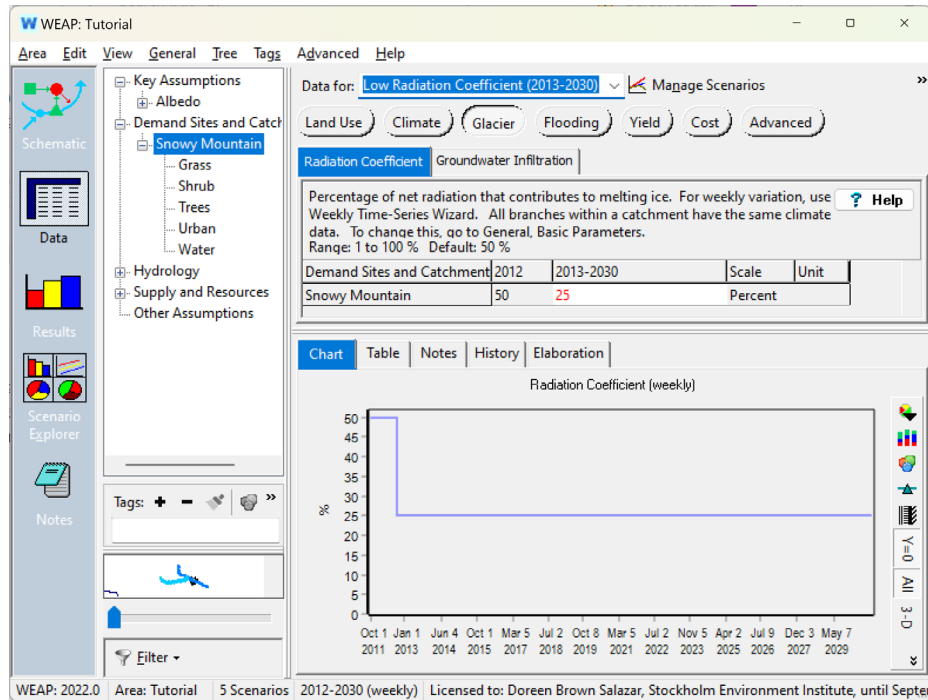 WEAP: Tutorial
Area Edit View General Tree Tags Advanced Help
Schematic
Data
Results
Scenario
Explorer
Notes
Key Assumptions
Albedo
Demand Sites and Catch
Snowy Mountain
Grass
Shrub
Trees
Urban
Water
Hydrology
Supply and Resources
Other Assumptions
Tags: + − »
Filter
Data for: Low Radiation Coefficient (2013-2030) Manage Scenarios »
Land Use Climate Glacier Flooding Yield Cost Advanced
Radiation Coefficient Groundwater Infiltration
Percentage of net radiation that contributes to melting ice. For weekly variation, use
Weekly Time-Series Wizard. All branches within a catchment have the same climate
data. To change this, go to General, Basic Parameters.
Range: 1 to 100 % Default: 50 %
? Help
Demand Sites and Catchment 2012 2013-2030 Scale Unit
Snowy Mountain 50 25 Percent
Chart Table Notes History Elaboration
Radiation Coefficient (weekly)
%
50
45
40
35
30
25
20
15
10
5
0
Oct 1 Jan 1 Jun 4 Oct 1 Mar 5 Jul 2 Oct 8 Mar 5 Jul 2 Nov 5 Apr 2 Jul 9 Dec 3 May 7
2011 2013 2014 2015 2017 2018 2019 2021 2022 2023 2025 2026 2027 2029
Y=0
All
3-D
WEAP: 2022.0 Area: Tutorial 5 Scenarios 2012-2030 (weekly) Licensed to: Doreen Brown Salazar, Stockholm Environment Institute, until